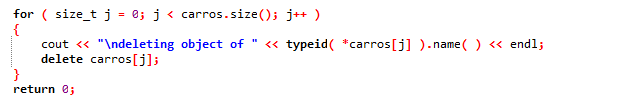 for ( size_t j = 0; j < carros.size(); j++ )
{
cout << "\ndeleting object of " << typeid( *carros[j] ).name( ) << endl;
delete carros[j];
}
return 0;